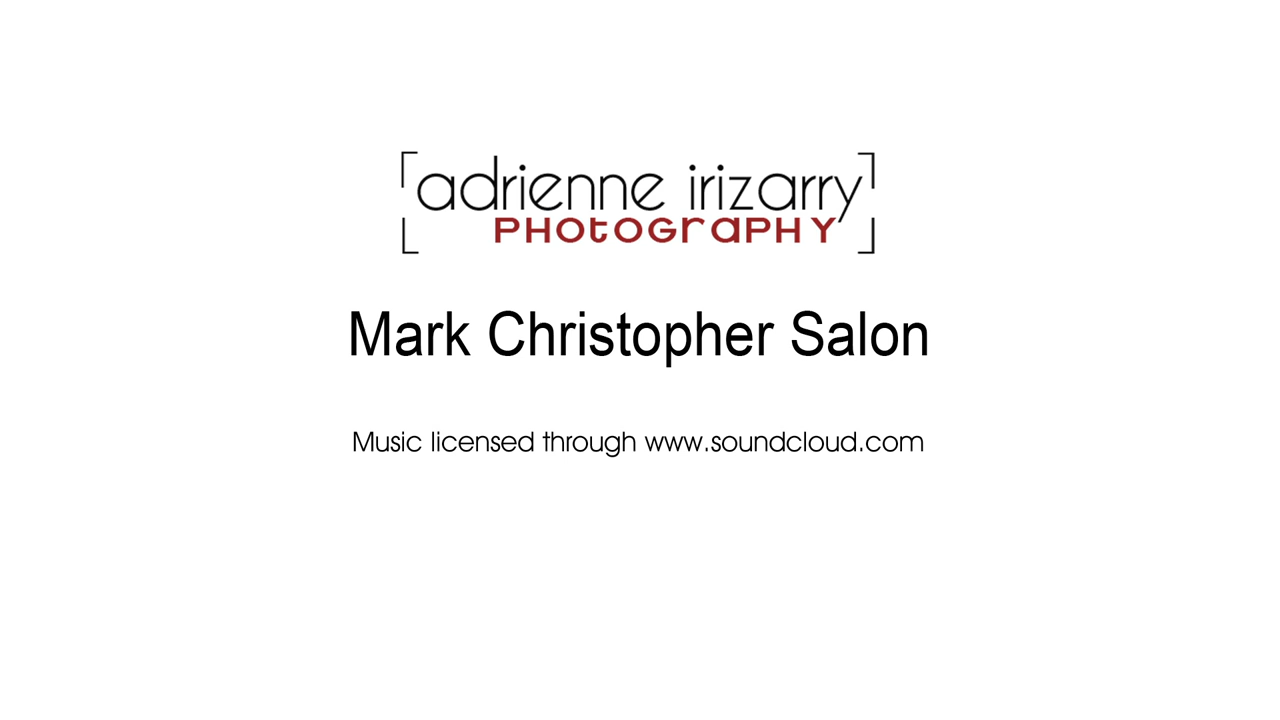 adrienne irizarry
PHOtOGraPHY
Mark Christopher Salon
Music licensed through www.soundcloud.com